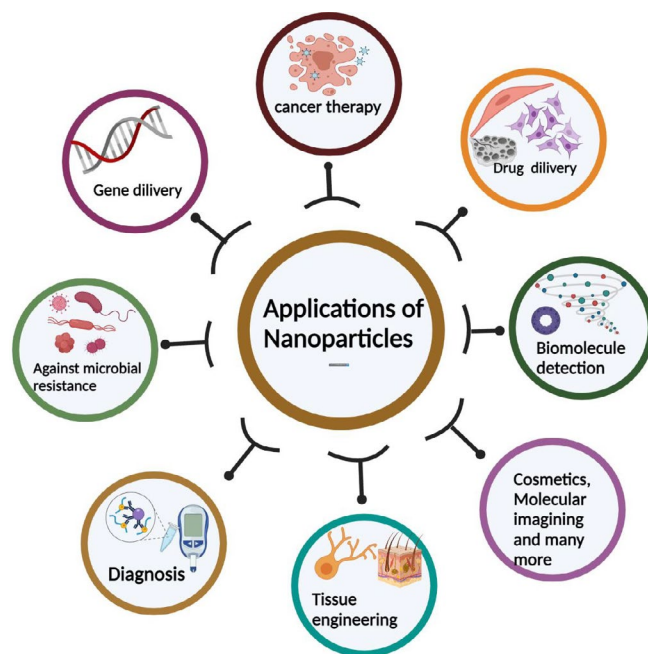 cancer therapy
Drug dilivery
Biomolecule
detection
Cosmetics,
Molecular
imagining
and many
more
Tissue
engineering
Diagnosis
Against microbial
resistance
Gene dilivery
Applications of
Nanoparticles